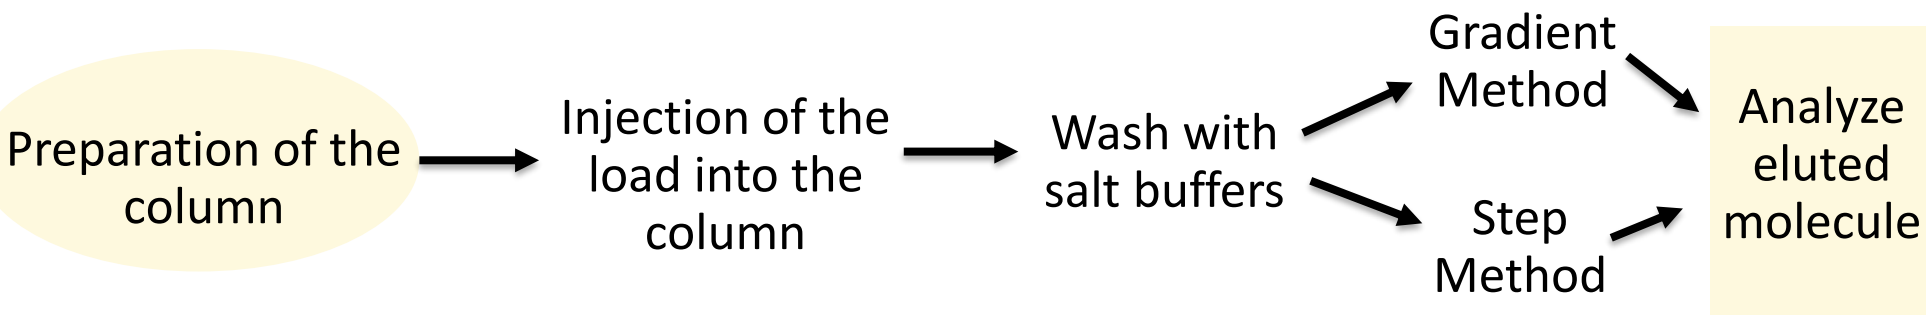 Preparation of the
column
Injection of the
load into the
column
Wash with
salt buffers
Gradient
Method
Step
Method
Analyze
eluted
molecule